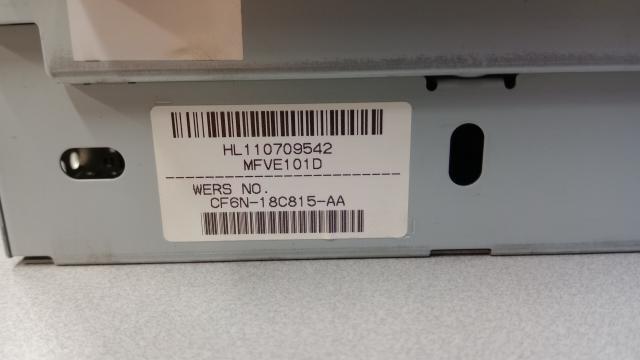 HL110709542
MFVE101D
WERS NO.
CF6N-18C815-AA